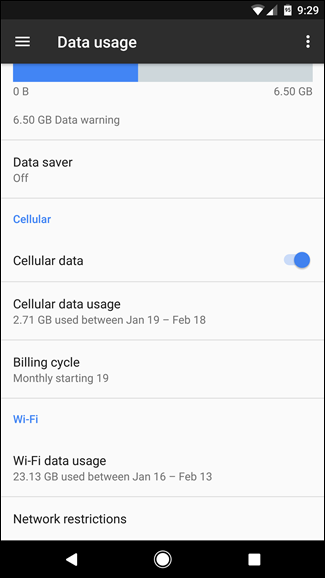 9:29
Data usage
0 B 6.50 GB
6.50 GB Data warning
Data saver
Off
Cellular
Cellular data
Cellular data usage
2.71 GB used between Jan 19 – Feb 18
Billing cycle
Monthly starting 19
Wi-Fi
Wi-Fi data usage
23.13 GB used between Jan 16 – Feb 13
Network restrictions